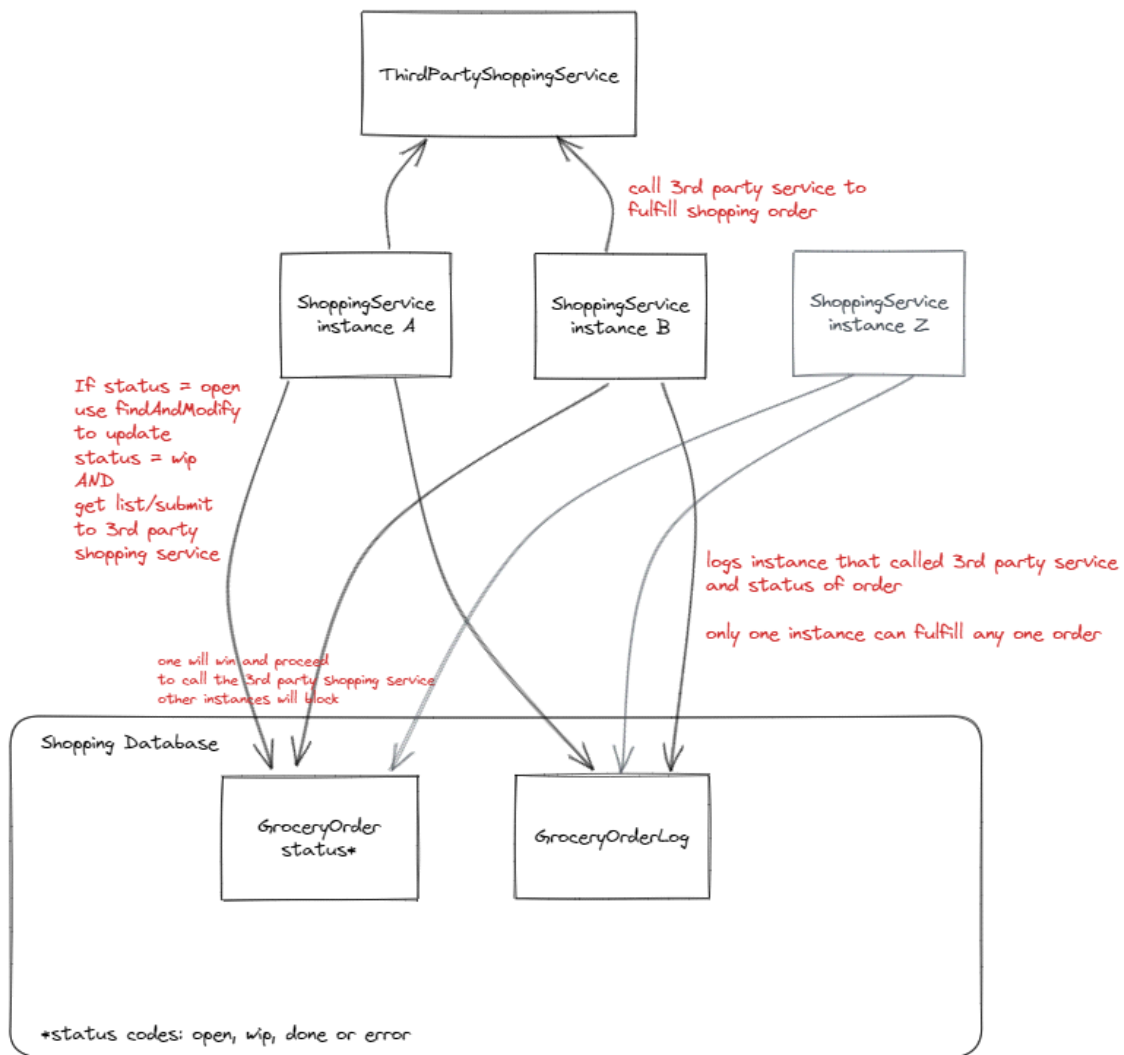 ThirdPartyShoppingService
call 3rd party service to
fulfill shopping order
ShoppingService
instance A
ShoppingService
instance B
ShoppingService
instance Z
If status = open
use findAndModify
to update
status = wip
AND
get list/submit
to 3rd party
shopping service
logs instance that called 3rd party service
and status of order
only one instance can fulfill any one order
one will win and proceed
to call the 3rd party shopping service
other instances will block
Shopping Database
GroceryOrder
status*
GroceryOrderLog
*status codes: open, wip, done or error